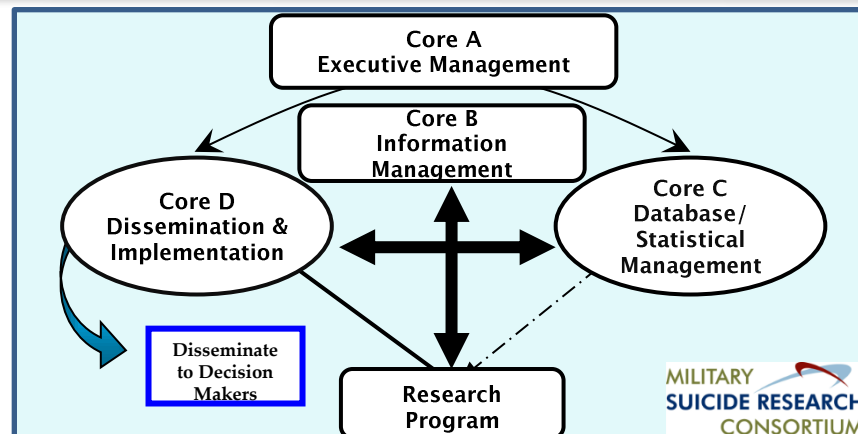 Core A
Executive Management
Core B
Information
Management
Core D
Dissemination &
Implementation
Core C
Database/
Statistical
Management
Disseminate
to Decision
Makers
Research
Program
MILITARY
SUICIDE RESEARCH
CONSORTIUM